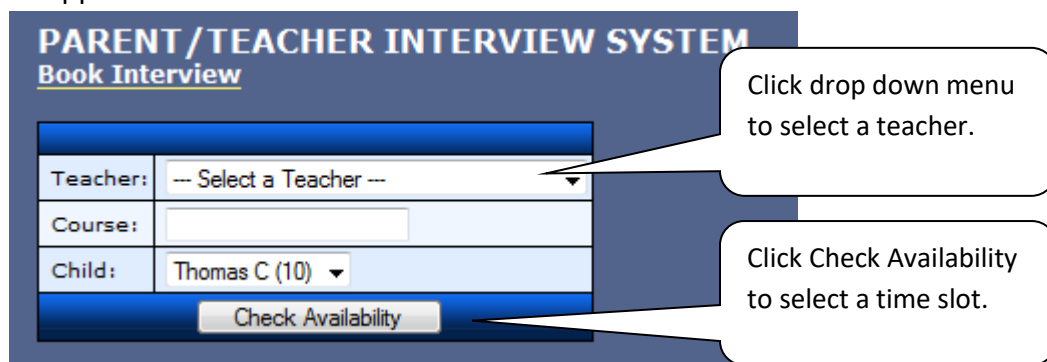 PARENT/TEACHER INTERVIEW SYSTEM
Book Interview
Click drop down menu
to select a teacher.
Teacher: --- Select a Teacher ---
Course:
Child: Thomas C (10)
Check Availability
Click Check Availability
to select a time slot.